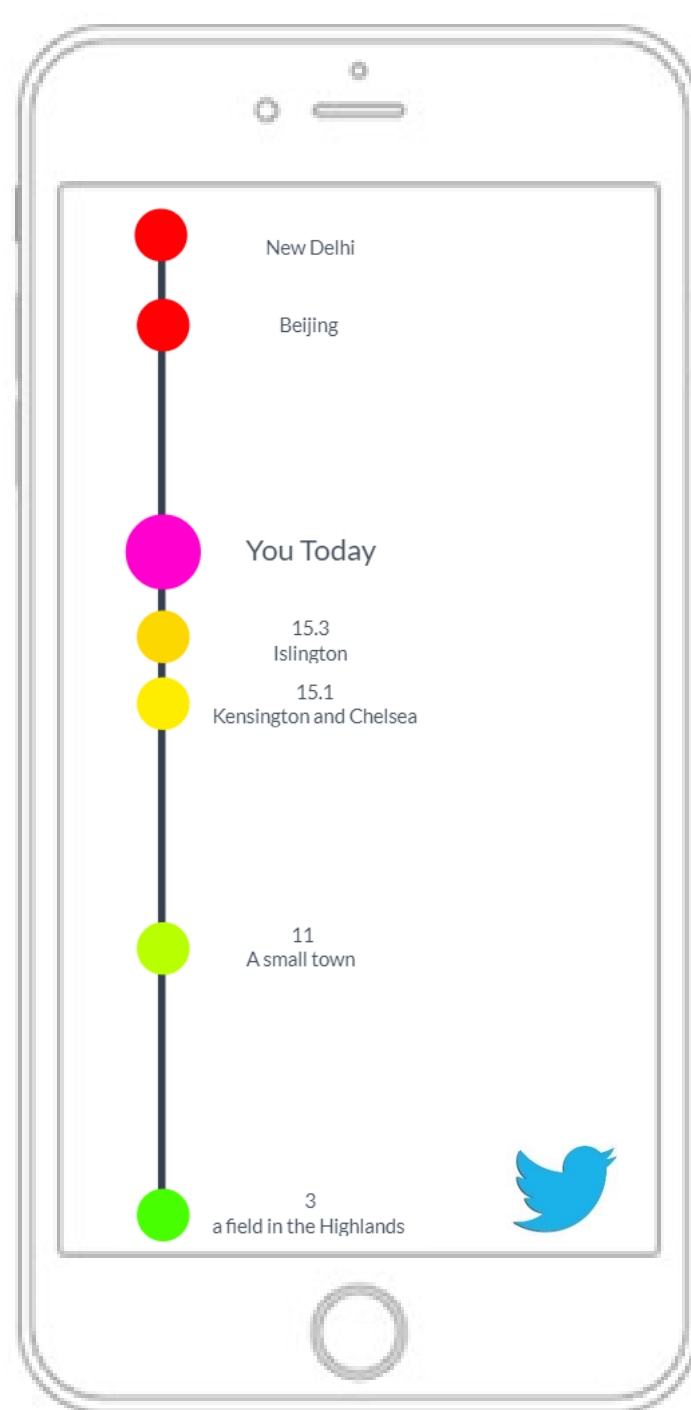 New Delhi
Beijing
You Today
15.3
Islington
15.1
Kensington and Chelsea
11
A small town
3
a field in the Highlands